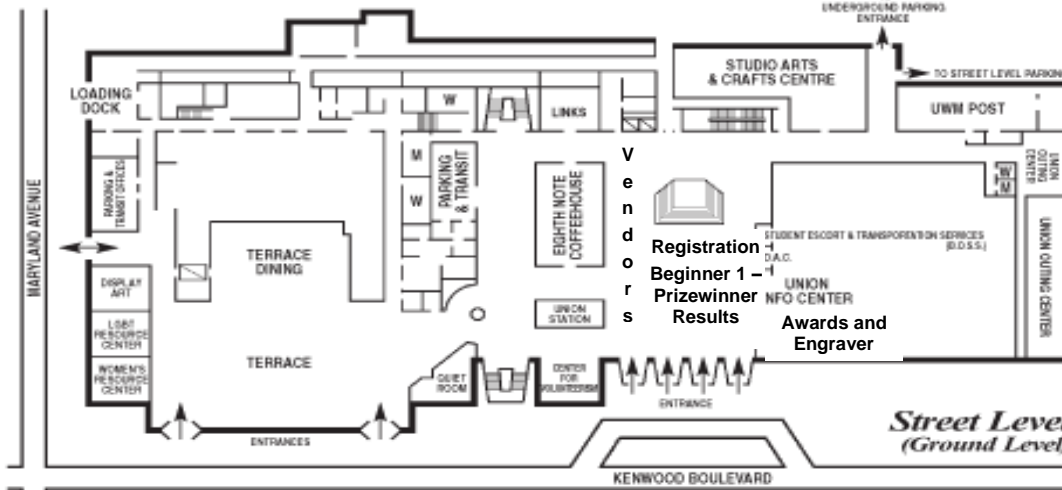 UNDERGROUND PARKING
ENTRANCE
TO STREET LEVEL PARKING
STUDIO ARTS
& CRAFTS CENTRE
LOADING
DOCK
W
LINKS
UWM POST
MARYLAND AVENUE
PARKING &
TRANSIT OFFICES
M
W
PARKING
& TRANSIT
EIGHTH NOTE
COFFEEHOUSE
Vendors
W
M
UNION
OUTING
CENTER
UNION OUTING CENTER
STUDENT ESCORT & TRANSPORTATION SERVICES
Registration
Beginner 1 –
Prizewinner
Results
UNION
INFO CENTER
Awards and
Engraver
TERRACE
DINING
DISPLAY
ART
LGBT
RESOURCE
CENTER
WOMEN'S
RESOURCE
CENTER
TERRACE
UNION
STATION
QUIET
ROOM
CENTER
FOR
VOLUNTEERISM
ENTRANCE
ENTRANCES
Street Level
(Ground Level)
KENWOOD BOULEVARD